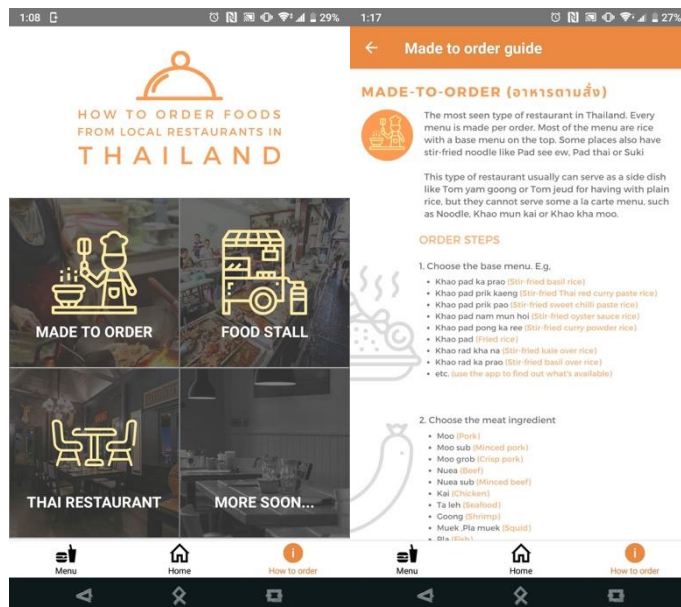 1:08
29%
HOW TO ORDER FOODS
FROM LOCAL RESTAURANTS IN
THAILAND
MADE TO ORDER
FOOD STALL
THAI RESTAURANT
MORE SOON...
Menu
Home
How to order
1:17
27%
Made to order guide
MADE-TO-ORDER (อาหารตามสั่ง)
The most seen type of restaurant in Thailand. Every
menu is made per order. Most of the menu are rice
with a base menu on the top. Some places also have
stir-fried noodle like Pad see ew, Pad thai or Suki
This type of restaurant usually can serve as a side dish
like Tom yam goong or Tom jeud for having with plain
rice, but they cannot serve some a la carte menu, such
as Noodle, Khao mun kai or Khao kha moo.
ORDER STEPS
1. Choose the base menu. E.g,
• Khao pad ka prao (Stir-fried basil rice)
• Khao pad prik kaeng (Stir-fried Thai red curry paste rice)
• Khao pad prik pao (Stir-fried sweet chilli paste rice)
• Khao pad nam mun hoi (Stir-fried oyster sauce rice)
• Khao pad pong ka ree (Stir-fried curry powder rice)
• Khao pad (Fried rice)
• Khao rad kha na (Stir-fried kale over rice)
• Khao rad ka prao (Stir-fried basil over rice)
• etc. (use the app to find out what's available)
2. Choose the meat ingredient
• Moo (Pork)
• Moo sub (Minced pork)
• Moo grob (Crisp pork)
• Nuea (Beef)
• Nuea sub (Minced beef)
• Kai (Chicken)
• Ta leh (Seafood)
• Goong (Shrimp)
• Muek ,Pla muek (Squid)
• Pla (Fish)
Menu
Home
How to order